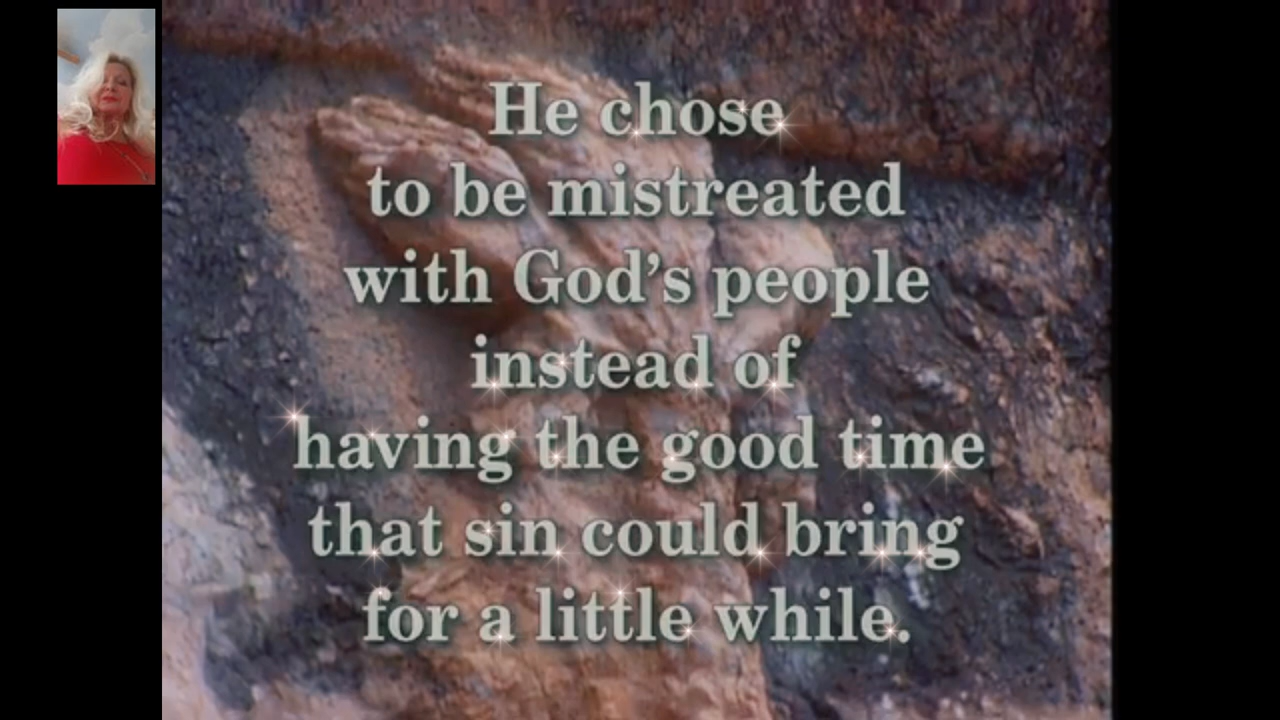 He chose
to be mistreated
with God’s people
instead of
having the good time
that sin could bring
for a little while.